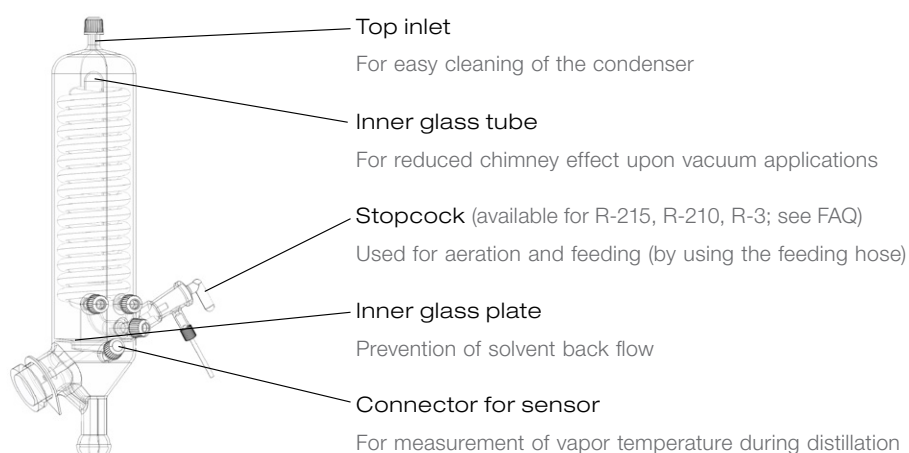 Top inlet
For easy cleaning of the condenser
Inner glass tube
For reduced chimney effect upon vacuum applications
Stopcock (available for R-215, R-210, R-3; see FAQ)
Used for aeration and feeding (by using the feeding hose)
Inner glass plate
Prevention of solvent back flow
Connector for sensor
For measurement of vapor temperature during distillation